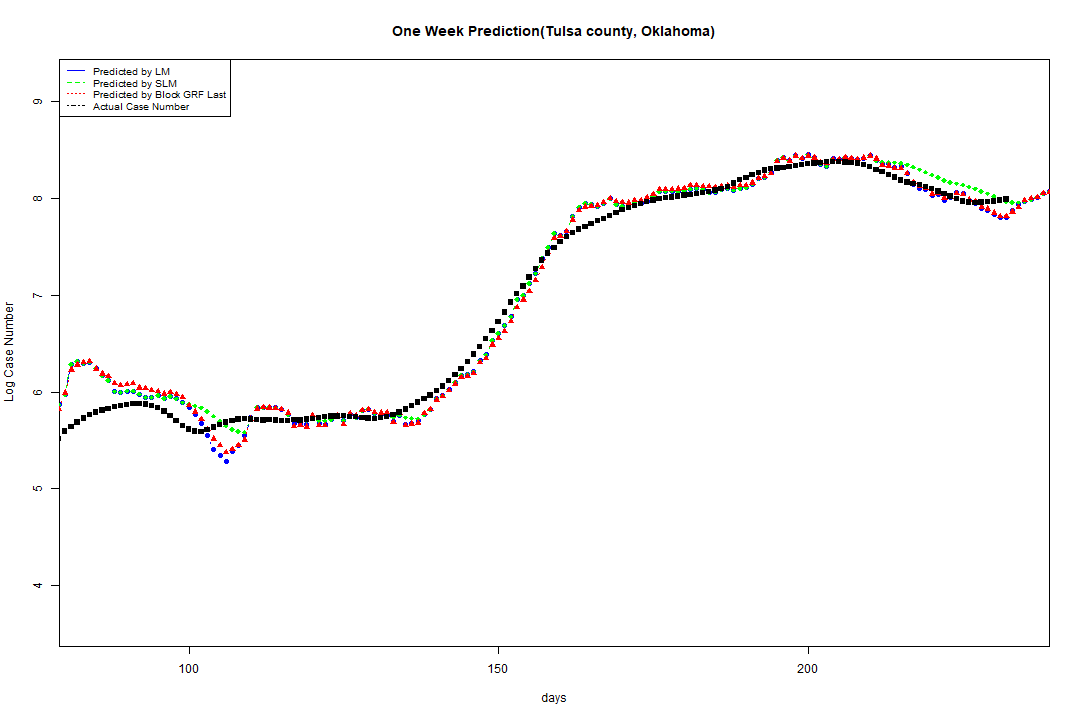 One Week Prediction(Tulsa county, Oklahoma)
Predicted by LM
Predicted by SLM
Predicted by Block GRF Last
Actual Case Number
9
8
7
6
5
4
Log Case Number
100 150 200
days